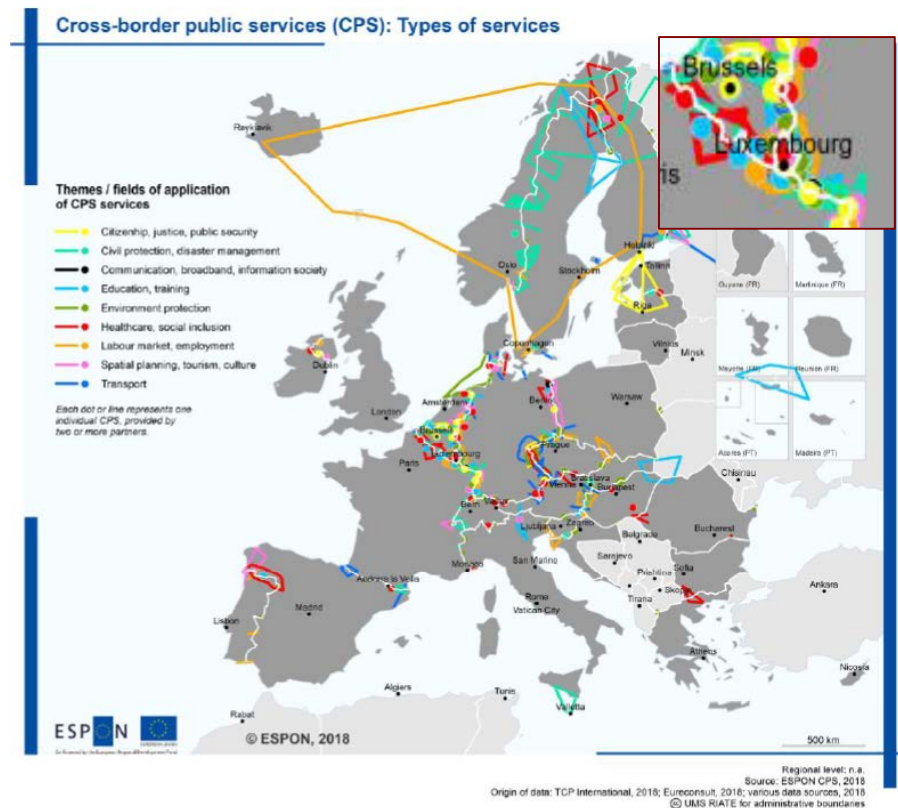 Cross-border public services (CPS): Types of services
Brussels
Luxembourg
is
Reykjavik
Themes / fields of application
of CPS services
Citizenship, justice, public security
Civil protection, disaster management
Communication, broadband, information society
Education, training
Environment protection
Healthcare, social inclusion
Labour market, employment
Spatial planning, tourism, culture
Transport
Each dot or line represents one
individual CPS, provided by
two or more partners.
Helsinki
Oslo
Stockholm
Tallinn
Riga
Guyane (FR)
Martinique (FR)
Copenhagen
Vilnius
Minsk
Dublin
Mayotte (FR)
Réunion (FR)
Berlin
Amsterdam
Warsaw
London
Brussels
Prague
Luxembourg
Açores (PT)
Madeira (PT)
Paris
Chisinau
Vienna
Bratislava
Budapest
Bern
Vaduz
Ljubljana
Zagreb
Belgrade
Bucharest
San Marino
Sarajevo
Monaco
Andorra la Vella
Prishtina
Sofia
Skopje
Ankara
Madrid
Roma
Vatican City
Tirana
Lisbon
Athens
Nicosia
Algiers
Tunis
Valletta
Rabat
ESPON
© ESPON, 2018
500 km
Regional level: n.a.
Source: ESPON CPS, 2018
Origin of data: TCP International, 2018; Eureconsult, 2018; various data sources, 2018
UMS RIATE for administrative boundaries